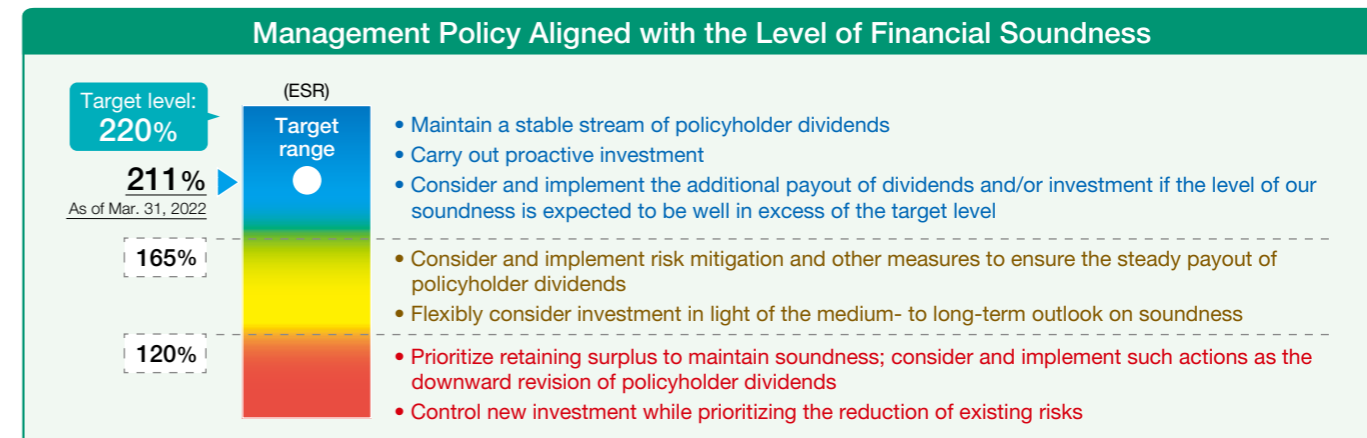 Management Policy Aligned with the Level of Financial Soundness
Target level:
220%
(ESR)
Target
range
211%
As of Mar. 31, 2022
• Maintain a stable stream of policyholder dividends
• Carry out proactive investment
• Consider and implement the additional payout of dividends and/or investment if the level of our
soundness is expected to be well in excess of the target level
165%
• Consider and implement risk mitigation and other measures to ensure the steady payout of
policyholder dividends
• Flexibly consider investment in light of the medium- to long-term outlook on soundness
120%
• Prioritize retaining surplus to maintain soundness; consider and implement such actions as the
downward revision of policyholder dividends
• Control new investment while prioritizing the reduction of existing risks